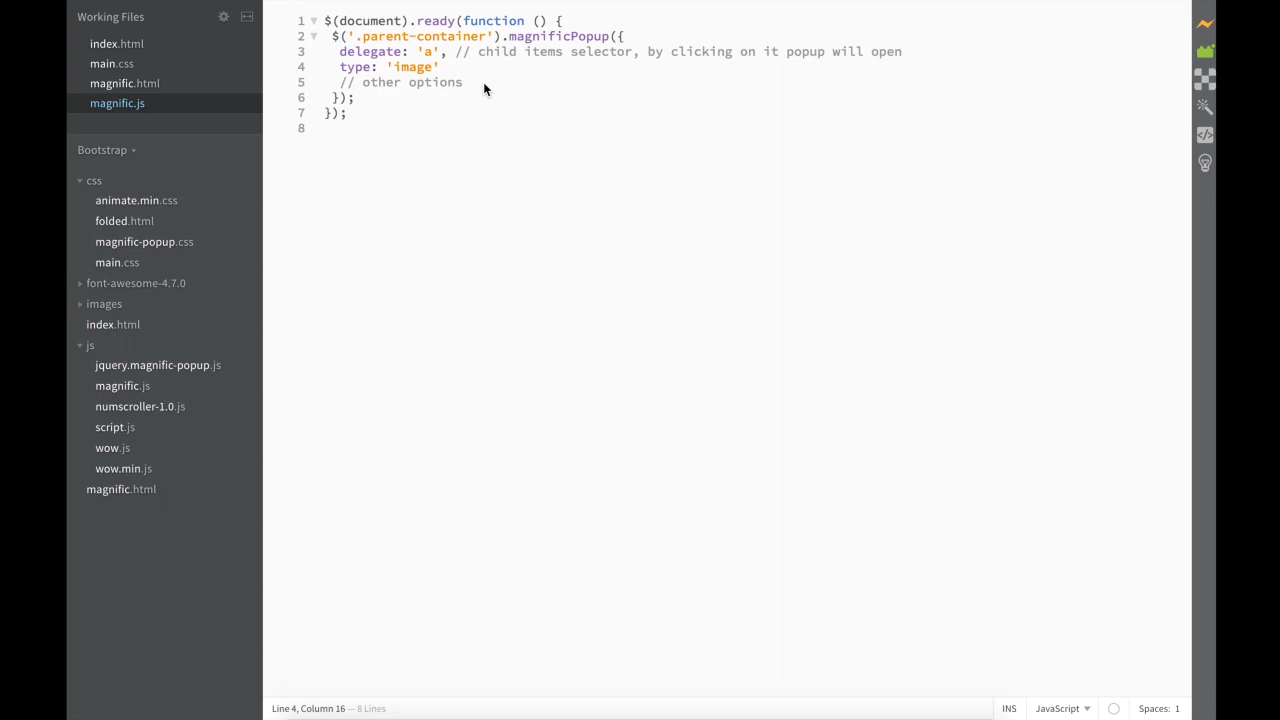 Working Files
index.html
main.css
magnific.html
magnific.js
Bootstrap
css
animate.min.css
folded.html
magnific-popup.css
main.css
font-awesome-4.7.0
images
index.html
js
jquery.magnific-popup.js
magnific.js
numscroller-1.0.js
script.js
wow.js
wow.min.js
magnific.html
1 $(document).ready(function () {
2 $('.parent-container').magnificPopup({
3 delegate: 'a', // child items selector, by clicking on it popup will open
4 type: 'image'
5 // other options
6 });
7 });
8
Line 4, Column 16 — 8 Lines
INS
JavaScript
Spaces: 1